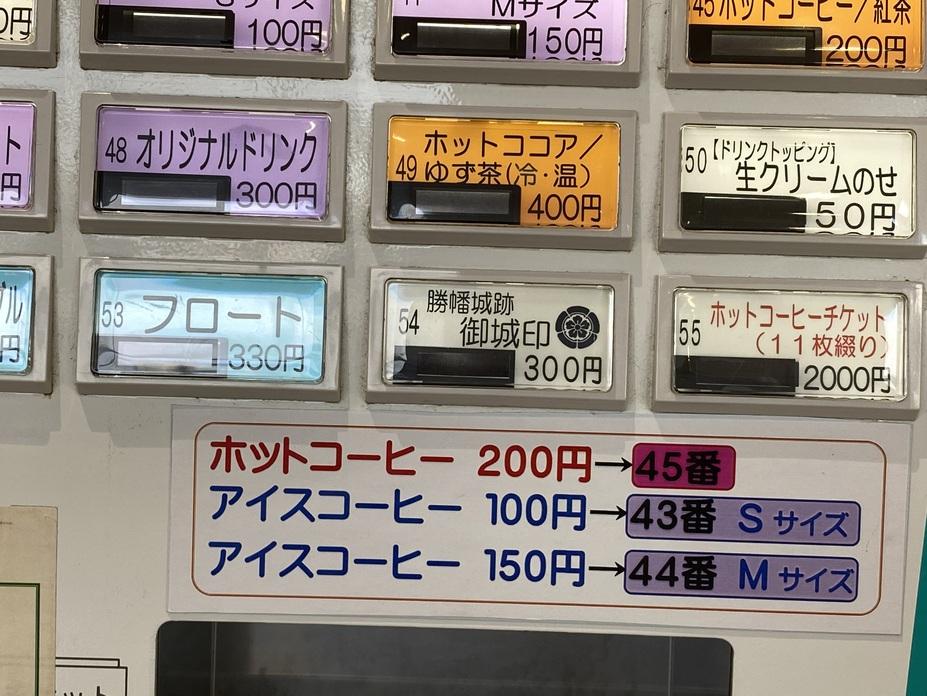 0円
Sサイズ
100円
Mサイズ
150円
45 ホットコーヒー/紅茶
200円
ト
円
48 オリジナルドリンク
300円
49 ホットココア/
ゆず茶(冷・温)
400円
50 【ドリンクトッピング】
生クリームのせ
50円
ブル
円
53 フロート
330円
54 勝幡城跡
御城印
300円
55 ホットコーヒーチケット
(11枚綴り)
2000円
ホットコーヒー 200円→45番
アイスコーヒー 100円→43番 Sサイズ
アイスコーヒー 150円→44番 Mサイズ
ット